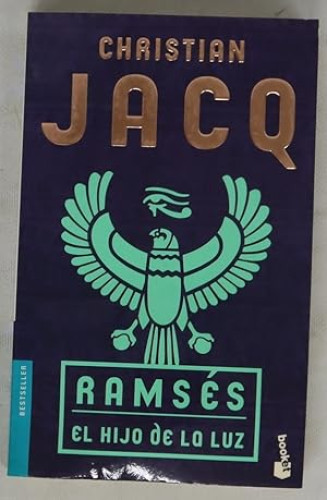 CHRISTIAN
JACQ
BESTSELLER
RAMSÉS
EL HIJO DE LA LUZ
booket